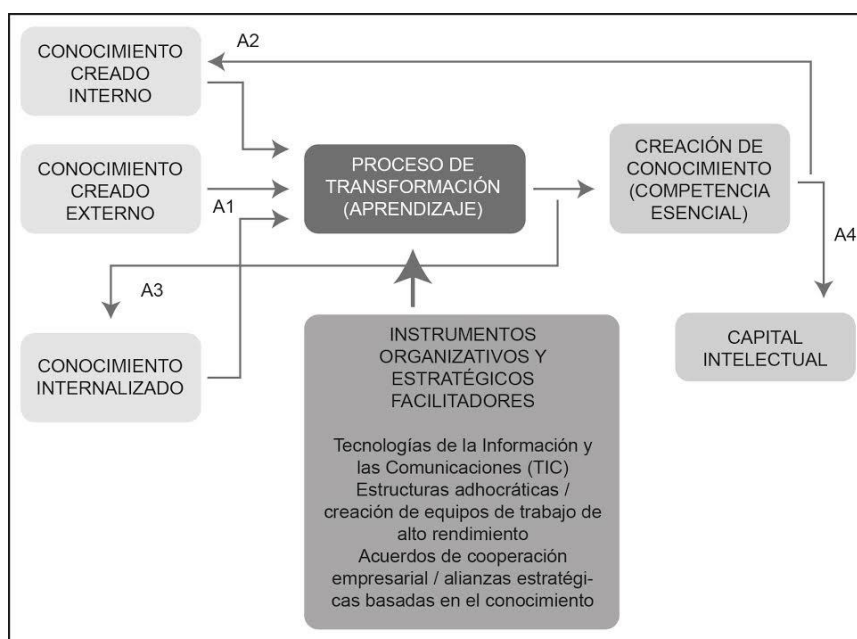 A2
CONOCIMIENTO
CREADO
INTERNO
CONOCIMIENTO
CREADO
EXTERNO
A1
PROCESO DE
TRANSFORMACIÓN
(APRENDIZAJE)
CREACIÓN DE
CONOCIMIENTO
(COMPETENCIA
ESENCIAL)
A4
A3
CONOCIMIENTO
INTERNALIZADO
INSTRUMENTOS
ORGANIZATIVOS Y
ESTRATÉGICOS
FACILITADORES
Tecnologías de la Información y
las Comunicaciones (TIC)
Estructuras adhocráticas /
creación de equipos de trabajo de
alto rendimiento
Acuerdos de cooperación
empresarial / alianzas estratégi-
cas basadas en el conocimiento
CAPITAL
INTELECTUAL